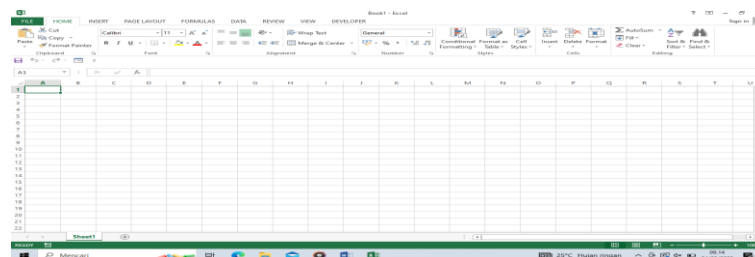 Book1 - Excel
FILE HOME INSERT PAGE LAYOUT FORMULAS DATA REVIEW VIEW DEVELOPER Sign in
Cut Calibri 11 Wrap Text General AutoSum
Paste Copy Fill
Format Painter B I U Merge & Center % Conditional Format as Cell Insert Delete Format Clear Sort & Find &
Formatting Table Styles Filter Select
Clipboard Font Alignment Number Styles Cells Editing
A1 fx
A B C D E F G H I J K L M N O P Q R S T U
1
2
3
4
5
6
7
8
9
10
11
12
13
14
15
16
17
18
19
20
21
22
Sheet1
READY 100
Mencari 25°C Hujan ringan 09.14